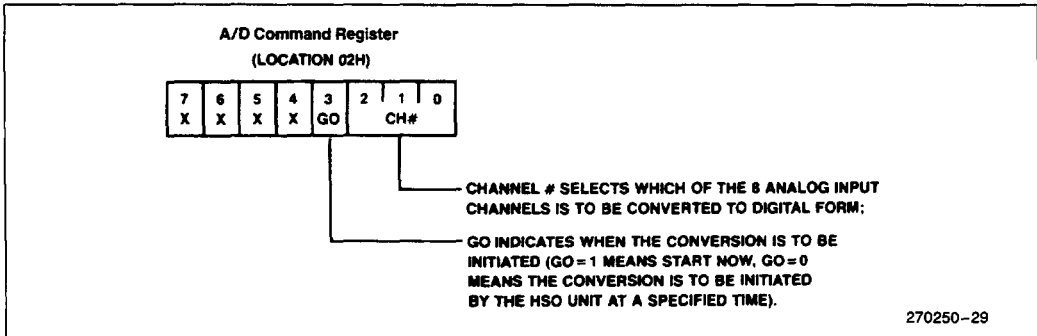 A/D Command Register
(LOCATION 02H)
7 6 5 4 3 2 1 0
X X X X GO CH#
CHANNEL # SELECTS WHICH OF THE 8 ANALOG INPUT
CHANNELS IS TO BE CONVERTED TO DIGITAL FORM;
GO INDICATES WHEN THE CONVERSION IS TO BE
INITIATED (GO=1 MEANS START NOW, GO=0
MEANS THE CONVERSION IS TO BE INITIATED
BY THE HSO UNIT AT A SPECIFIED TIME).
270250-29